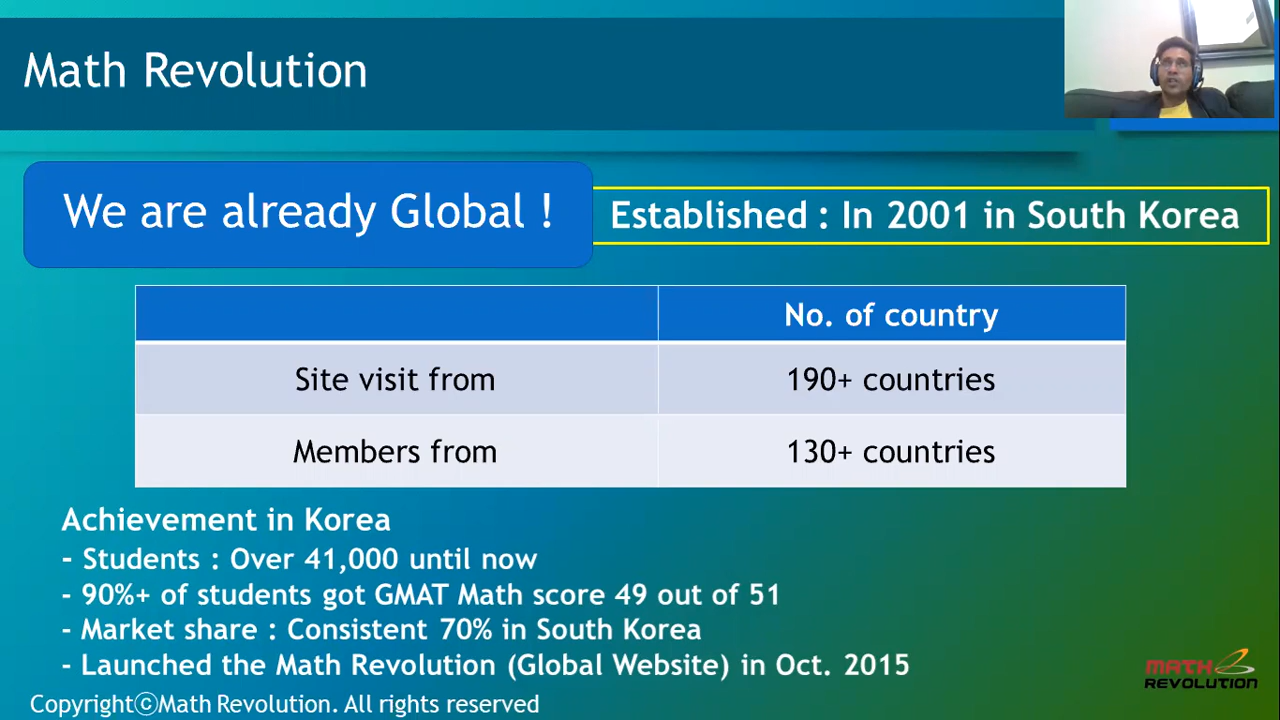 Math Revolution
We are already Global !
Established : In 2001 in South Korea
No. of country
Site visit from 190+ countries
Members from 130+ countries
Achievement in Korea
- Students : Over 41,000 until now
- 90%+ of students got GMAT Math score 49 out of 51
- Market share : Consistent 70% in South Korea
- Launched the Math Revolution (Global Website) in Oct. 2015
MATH
REVOLUTION
CopyrightⓒMath Revolution. All rights reserved